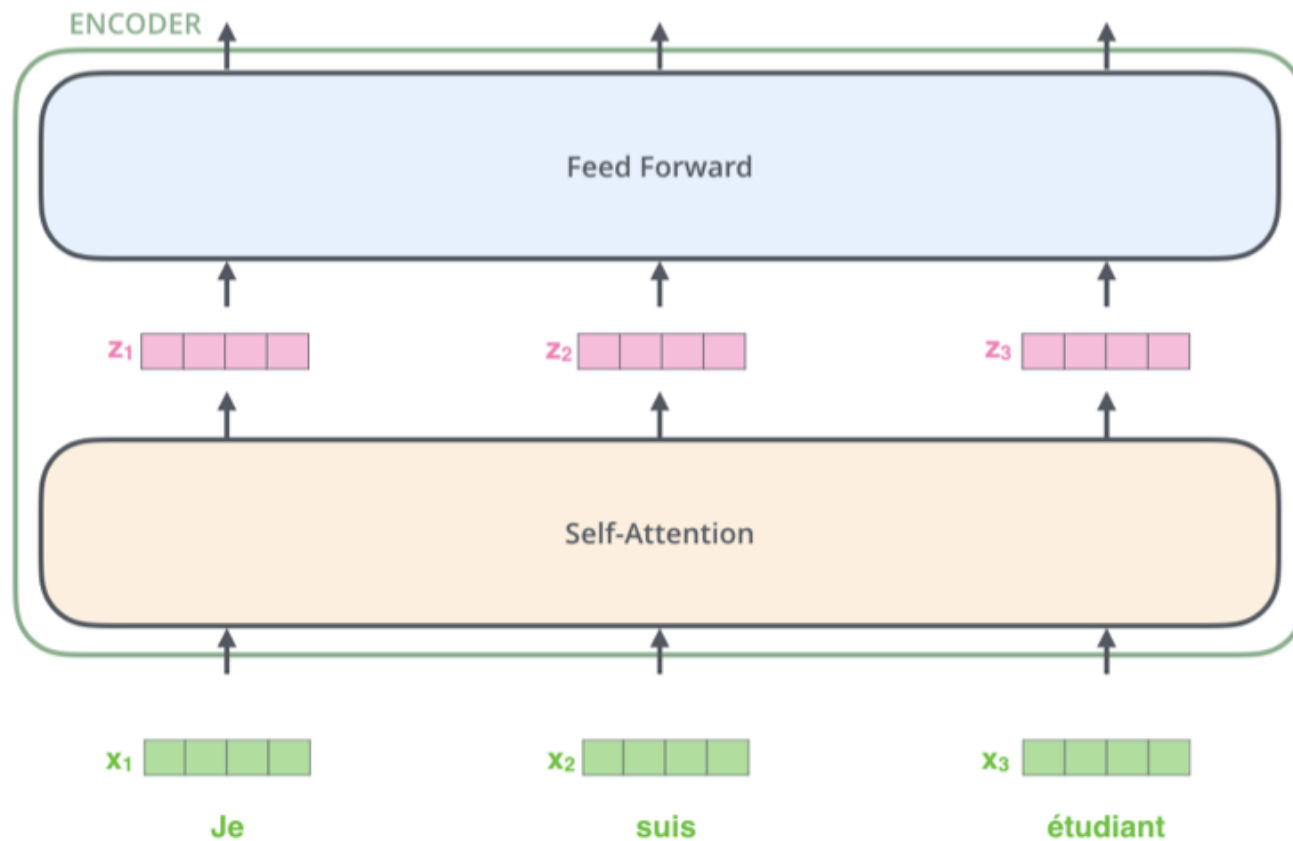 ENCODER
Feed Forward
z₁ z₂ z₃
Self-Attention
x₁ x₂ x₃
Je suis étudiant